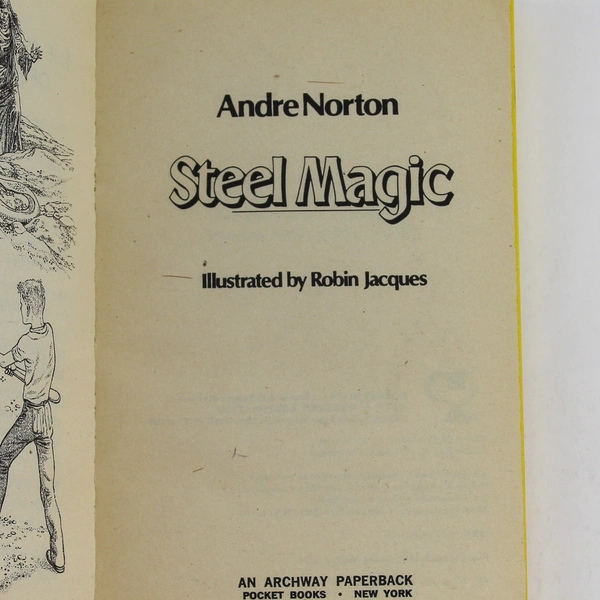 Andre Norton
Steel Magic
Illustrated by Robin Jacques
AN ARCHWAY PAPERBACK
POCKET BOOKS • NEW YORK